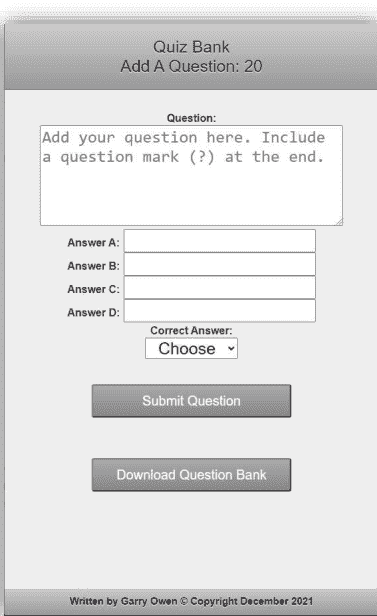 Quiz Bank
Add A Question: 20
Question:
Add your question here. Include
a question mark (?) at the end.
Answer A:
Answer B:
Answer C:
Answer D:
Correct Answer:
Choose
Submit Question
Download Question Bank
Written by Garry Owen © Copyright December 2021